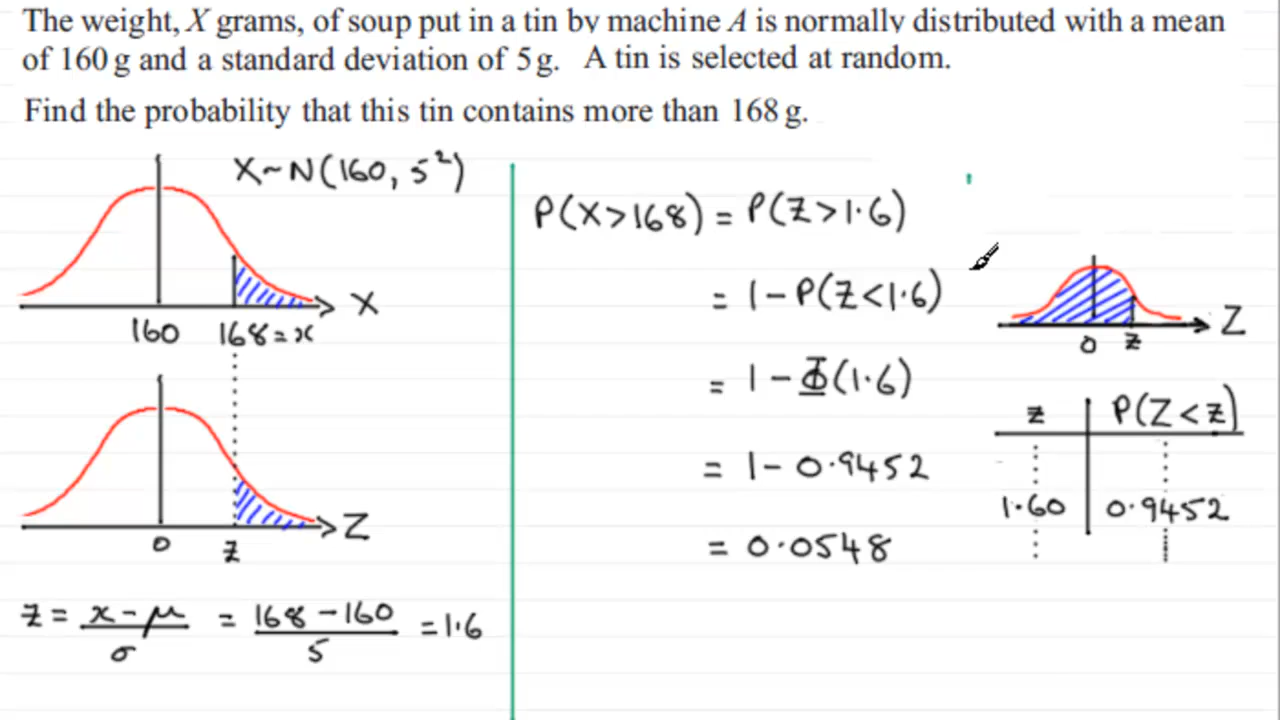 The weight, X grams, of soup put in a tin by machine A is normally distributed with a mean
of 160 g and a standard deviation of 5 g. A tin is selected at random.
Find the probability that this tin contains more than 168 g.
X~N(160, 5²)
X
160 168=x
Z
0 z
z = x-μ/σ = 168-160/5 = 1·6
P(X>168) = P(Z>1·6)
= 1 - P(Z<1·6)
= 1 - Φ(1·6)
= 1 - 0·9452
= 0·0548
Z
0 z
z P(Z<z)
1·60 0·9452